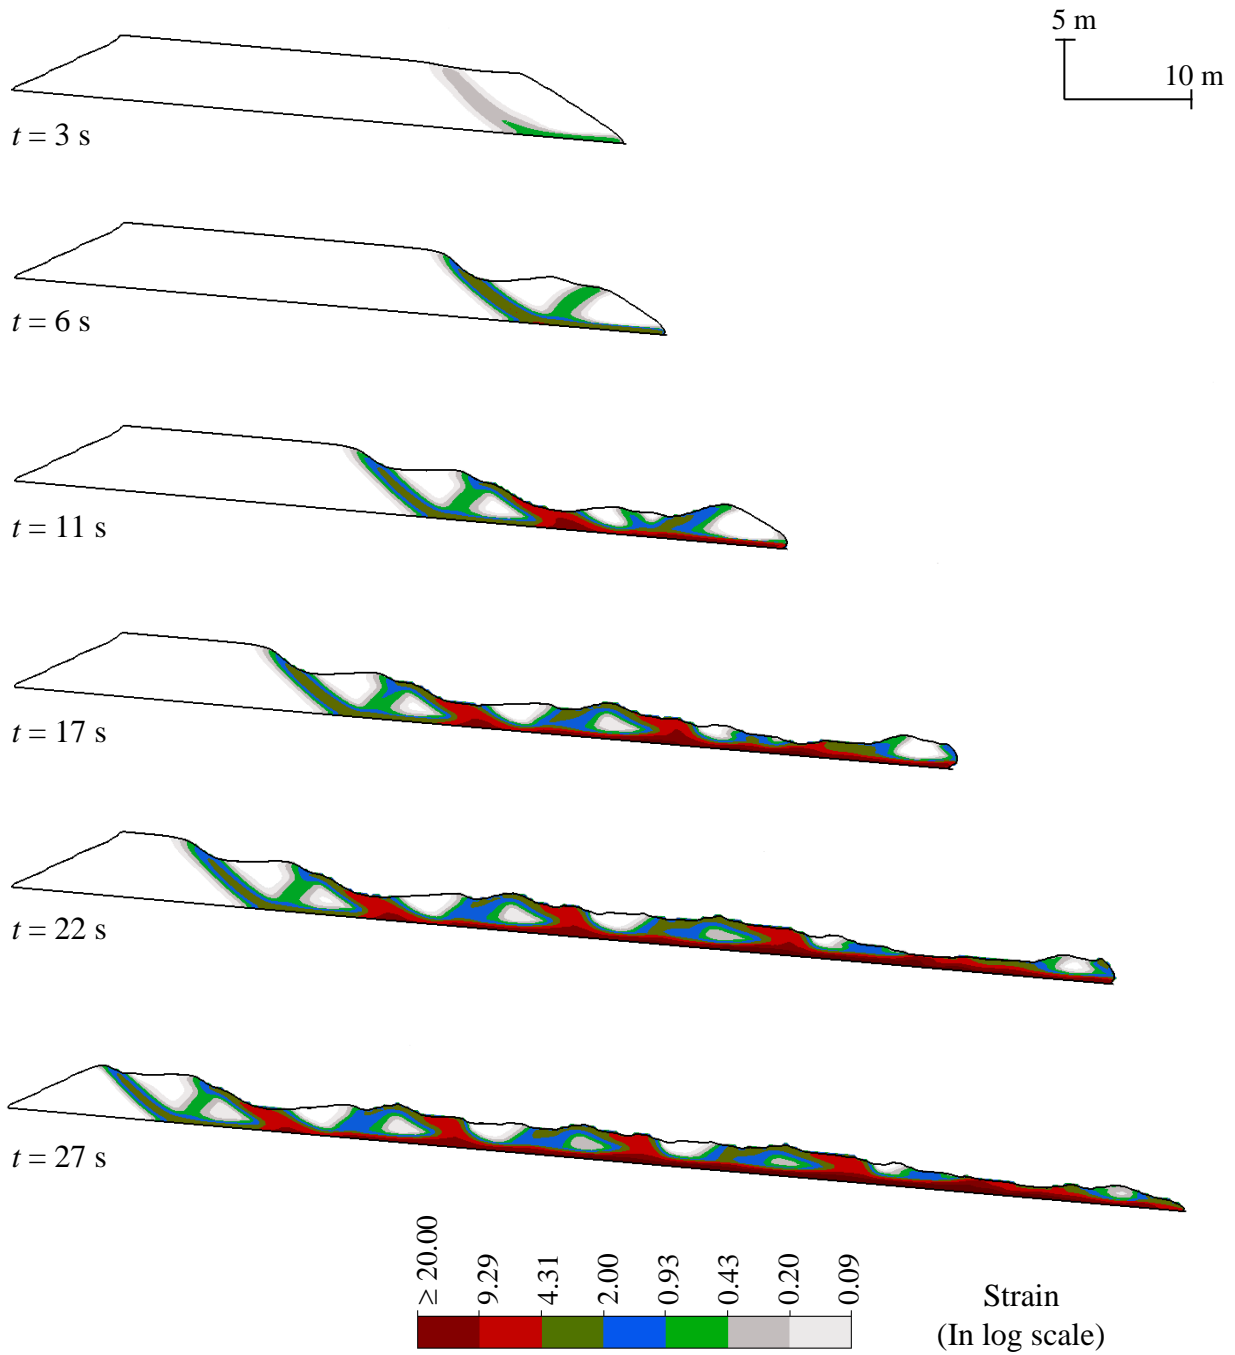 5 m
10 m
t = 3 s
t = 6 s
t = 11 s
t = 17 s
t = 22 s
t = 27 s
≥ 20.00
9.29
4.31
2.00
0.93
0.43
0.20
0.09
Strain
(In log scale)